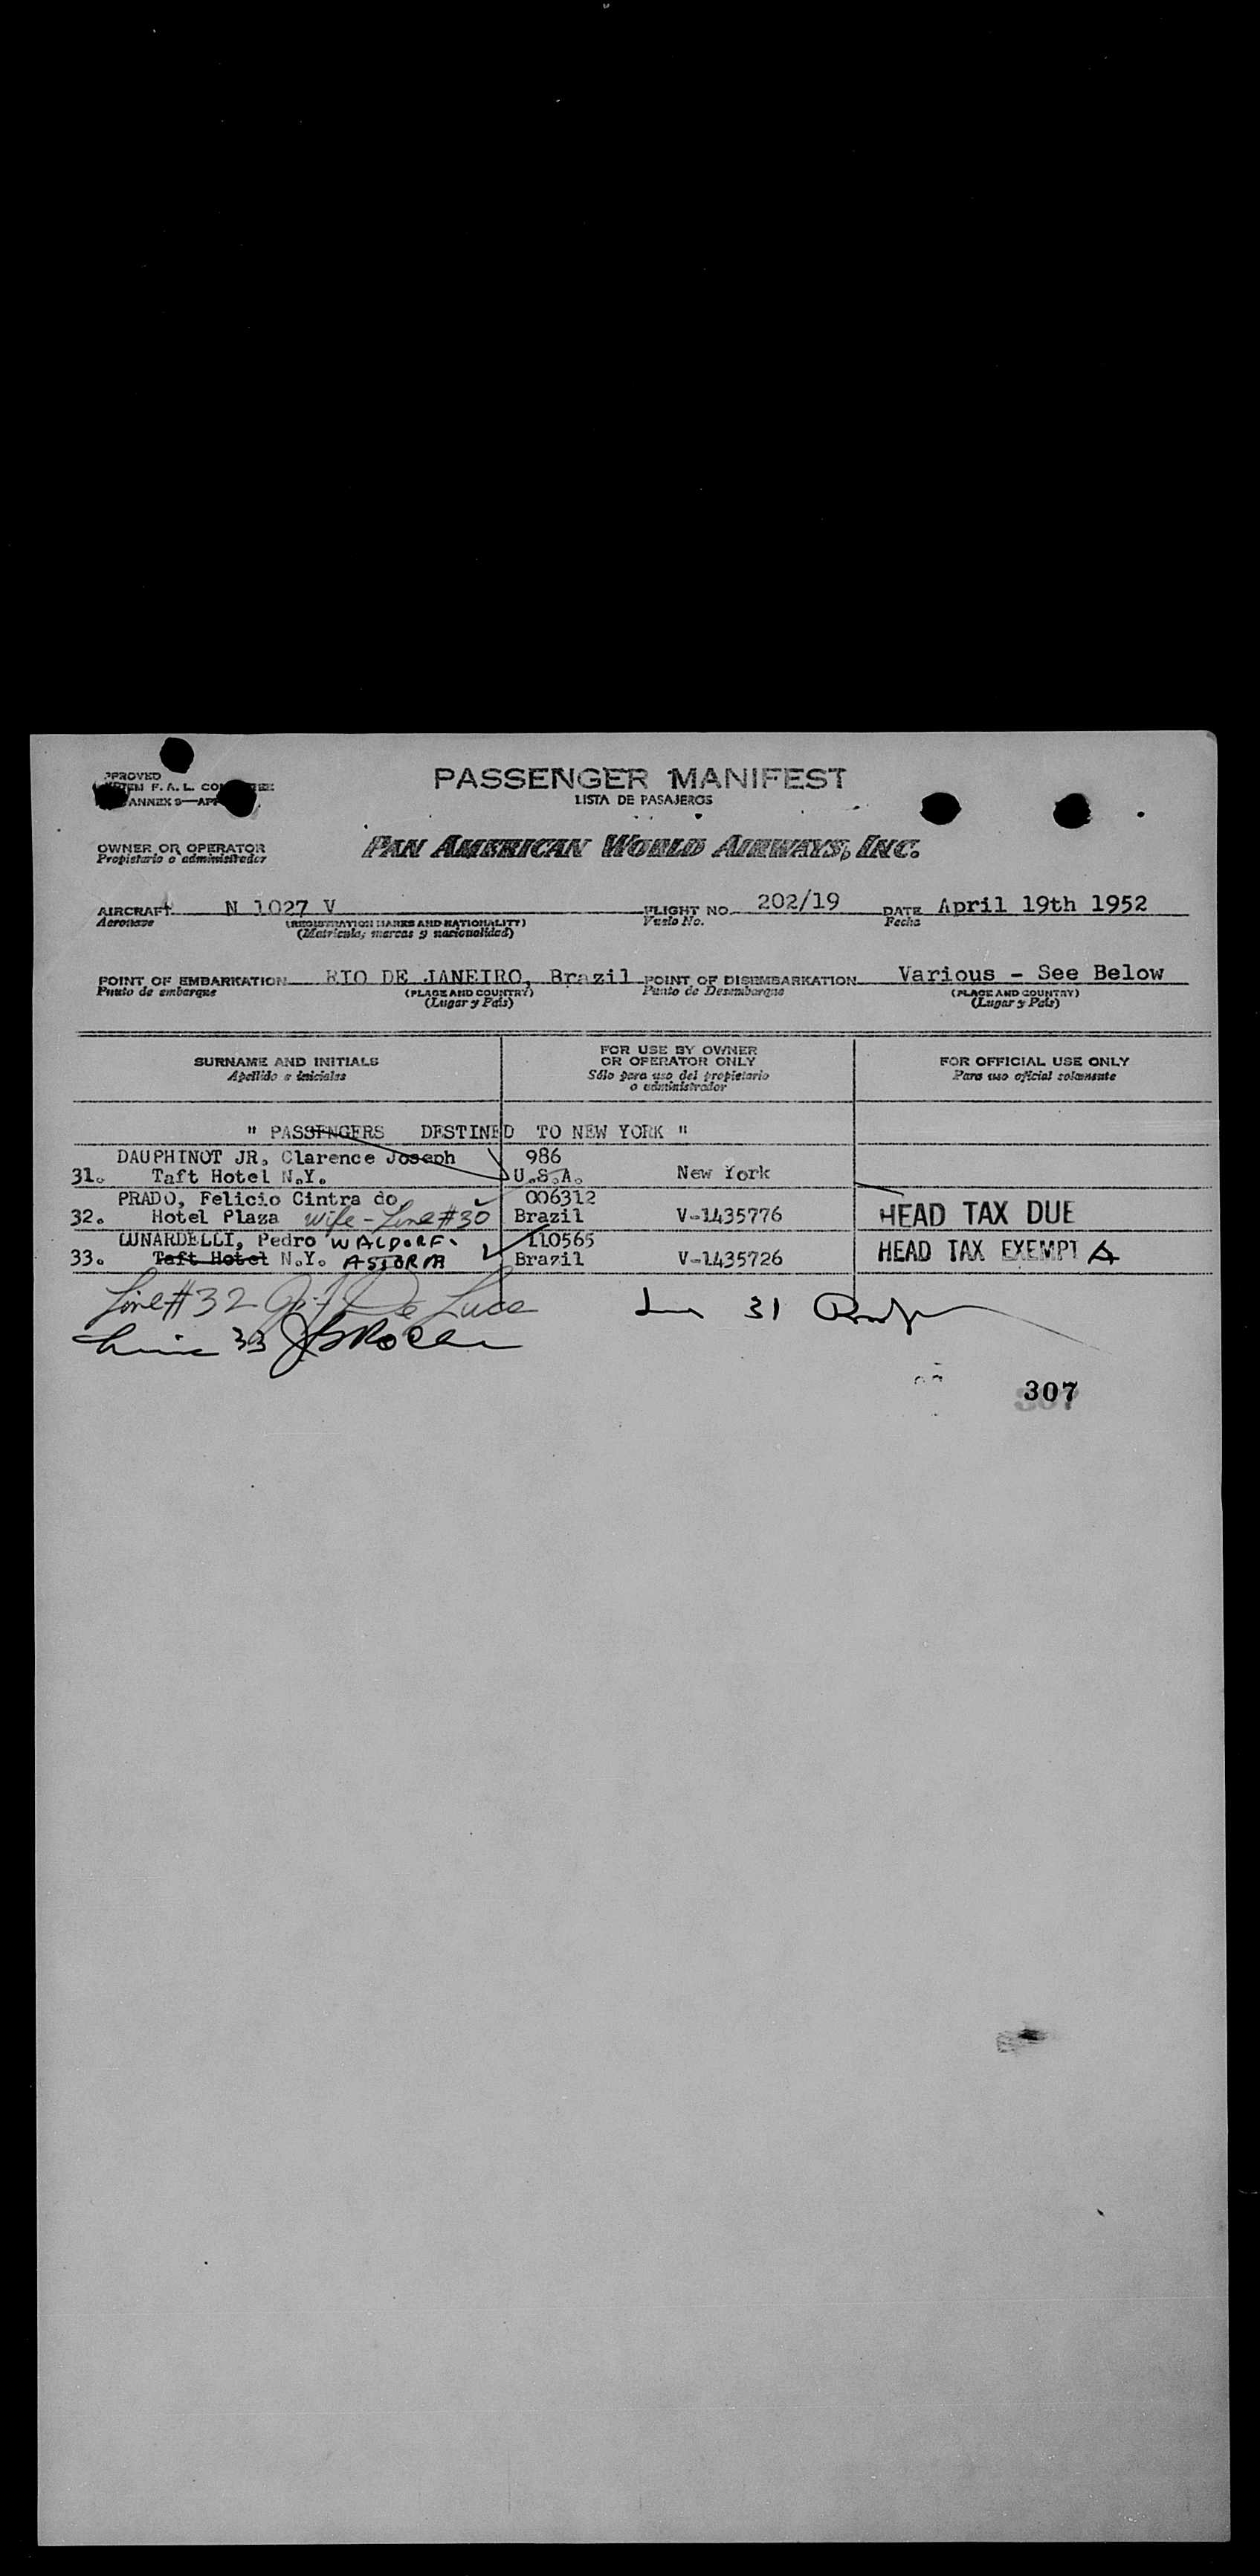 PASSENGER MANIFEST
LISTA DE PASAJEROS
PPROVED
F. A. L.
ANNEX 9—
OWNER OR OPERATOR
Propietario o administrador
PAN AMERICAN WORLD AIRWAYS, INC.
AIRCRAFT N 1027 V FLIGHT NO. 202/19 DATE April 19th 1952
Aeronave (REGISTRATION MARKS AND NATIONALITY) Vuelo No. Fecha
(Matrícula, marcas y nacionalidad)
POINT OF EMBARKATION RIO DE JANEIRO, Brazil POINT OF DISEMBARKATION Various - See Below
Punto de embarque (PLACE AND COUNTRY) Punto de Desembarque (PLACE AND COUNTRY)
(Lugar y País) (Lugar y País)
SURNAME AND INITIALS
Apellido e iniciales
FOR USE BY OWNER
OR OPERATOR ONLY
Sólo para uso del propietario
o administrador
FOR OFFICIAL USE ONLY
Para uso oficial solamente
" PASSENGERS DESTINED TO NEW YORK "
DAUPHINOT JR, Clarence Joseph 986
31. Taft Hotel N.Y. U.S.A. New York
PRADO, Felicio Cintra do 006312
32. Hotel Plaza wife - Line #30 Brazil V-1435776 HEAD TAX DUE
LUNARDELLI, Pedro WALDORF- 110565
33. Taft Hotel N.Y. ASTORIA Brazil V-1435726 HEAD TAX EXEMPT
Line #32 De Luca 31
33
307